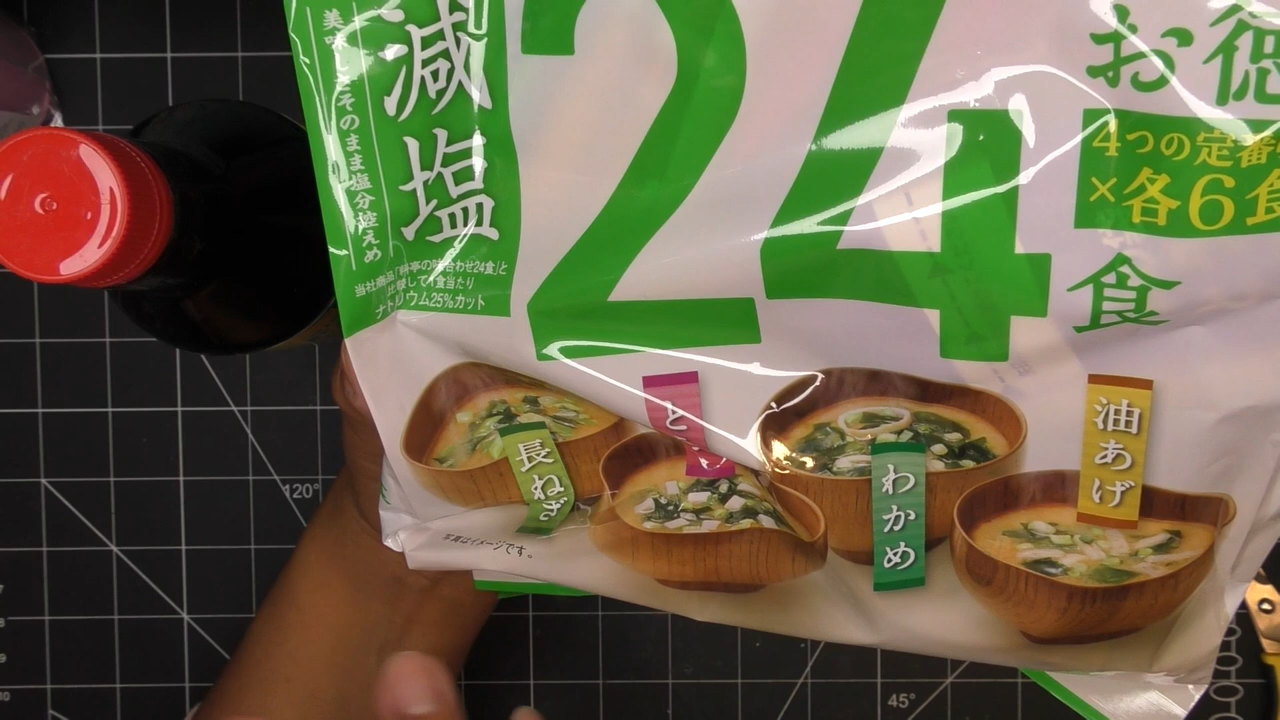 減塩
美味しさそのまま塩分控えめ
当社商品「料亭の味合わせ24食」と
比較して1食当たり
ナトリウム25%カット
24
お徳
4つの定番
×各6食
食
長ねぎ
わかめ
油あげ
写真はイメージです。
120°
45°